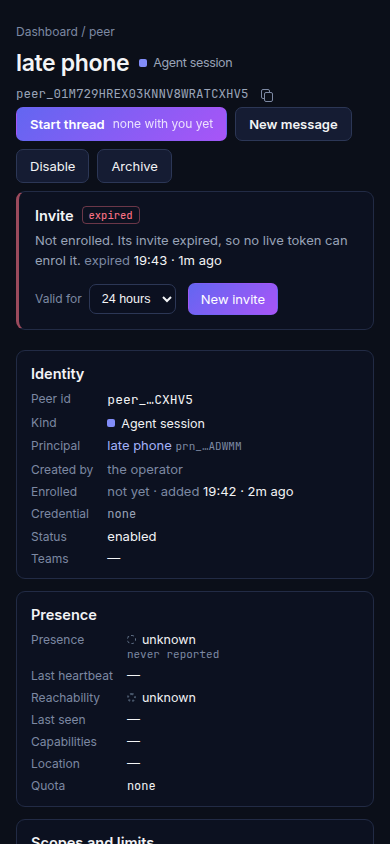 Dashboard / peer
late phone Agent session
peer_01M729HREX03KNNV8WRATCXHV5
Start thread none with you yet New message
Disable Archive
Invite expired
Not enrolled. Its invite expired, so no live token can
enrol it. expired 19:43 · 1m ago
Valid for 24 hours New invite
Identity
Peer id peer_…CXHV5
Kind Agent session
Principal late phone prn_…ADWMM
Created by the operator
Enrolled not yet · added 19:42 · 2m ago
Credential none
Status enabled
Teams —
Presence
Presence unknown
never reported
Last heartbeat —
Reachability unknown
Last seen —
Capabilities —
Location —
Quota none
Scopes and limits